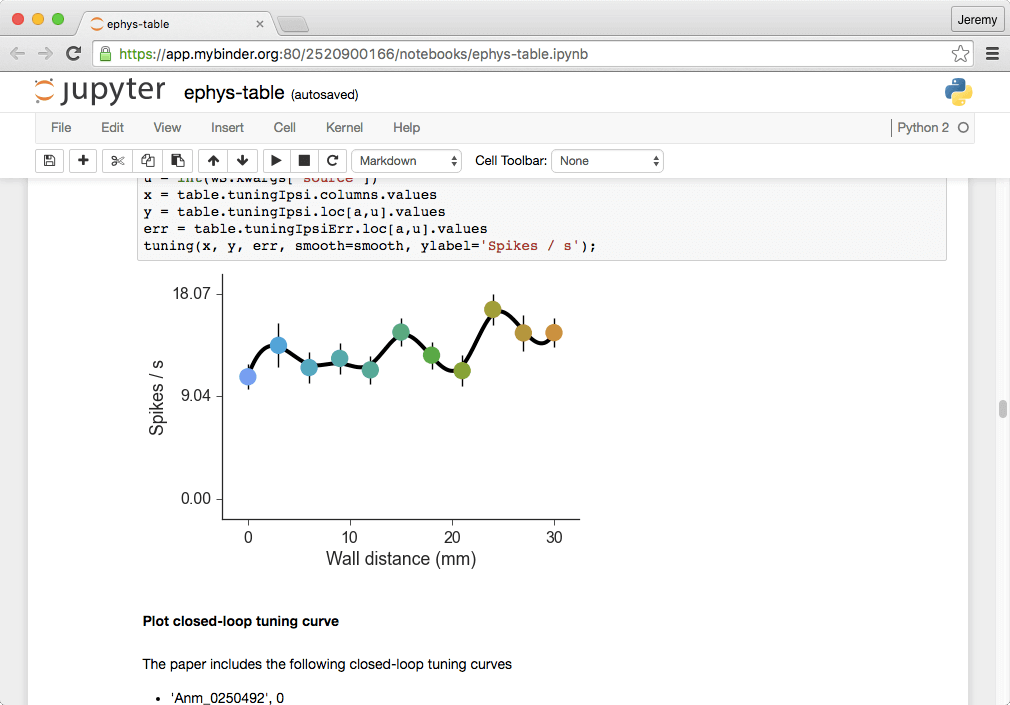 ephys-table
Jeremy
https://app.mybinder.org:80/2520900166/notebooks/ephys-table.ipynb
jupyter ephys-table (autosaved)
File Edit View Insert Cell Kernel Help Python 2
Markdown Cell Toolbar: None
u = int(ws.kwargs['source'])
x = table.tuningIpsi.columns.values
y = table.tuningIpsi.loc[a,u].values
err = table.tuningIpsiErr.loc[a,u].values
tuning(x, y, err, smooth=smooth, ylabel='Spikes / s');
18.07
9.04
0.00
Spikes / s
0 10 20 30
Wall distance (mm)
Plot closed-loop tuning curve
The paper includes the following closed-loop tuning curves
• 'Anm_0250492', 0